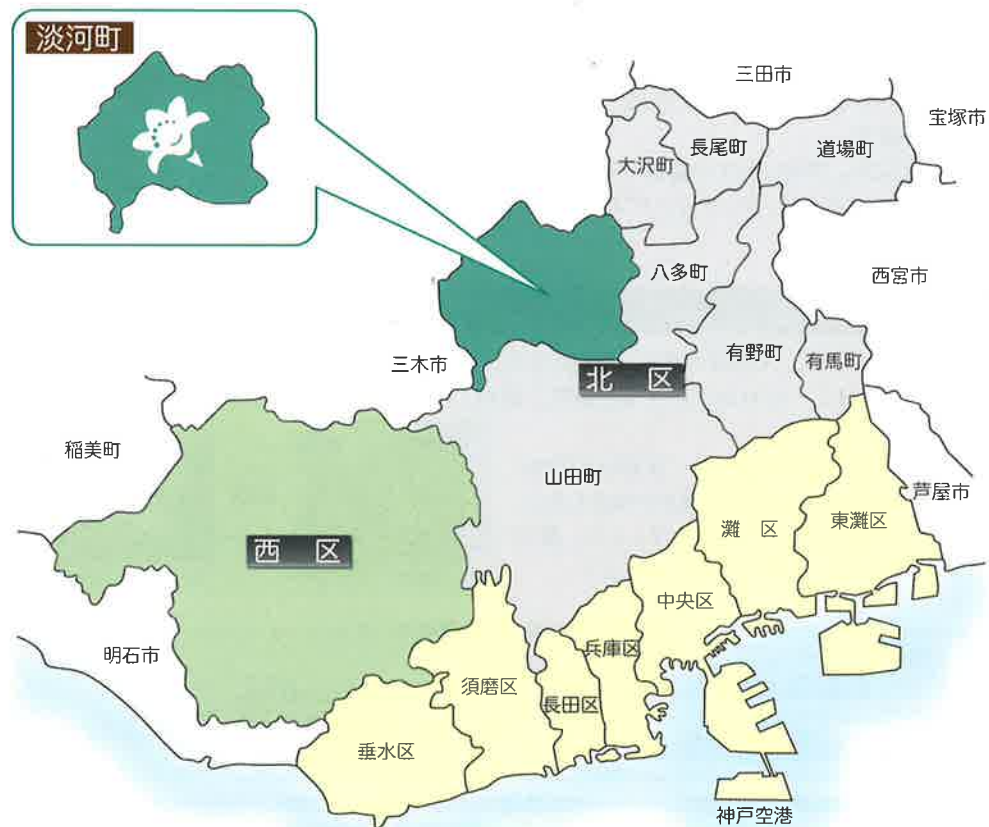 淡河町
三田市
宝塚市
長尾町
道場町
大沢町
八多町
西宮市
有野町
有馬町
三木市
北 区
稲美町
山田町
芦屋市
灘 区
東灘区
西 区
中央区
兵庫区
明石市
須磨区
長田区
垂水区
神戸空港